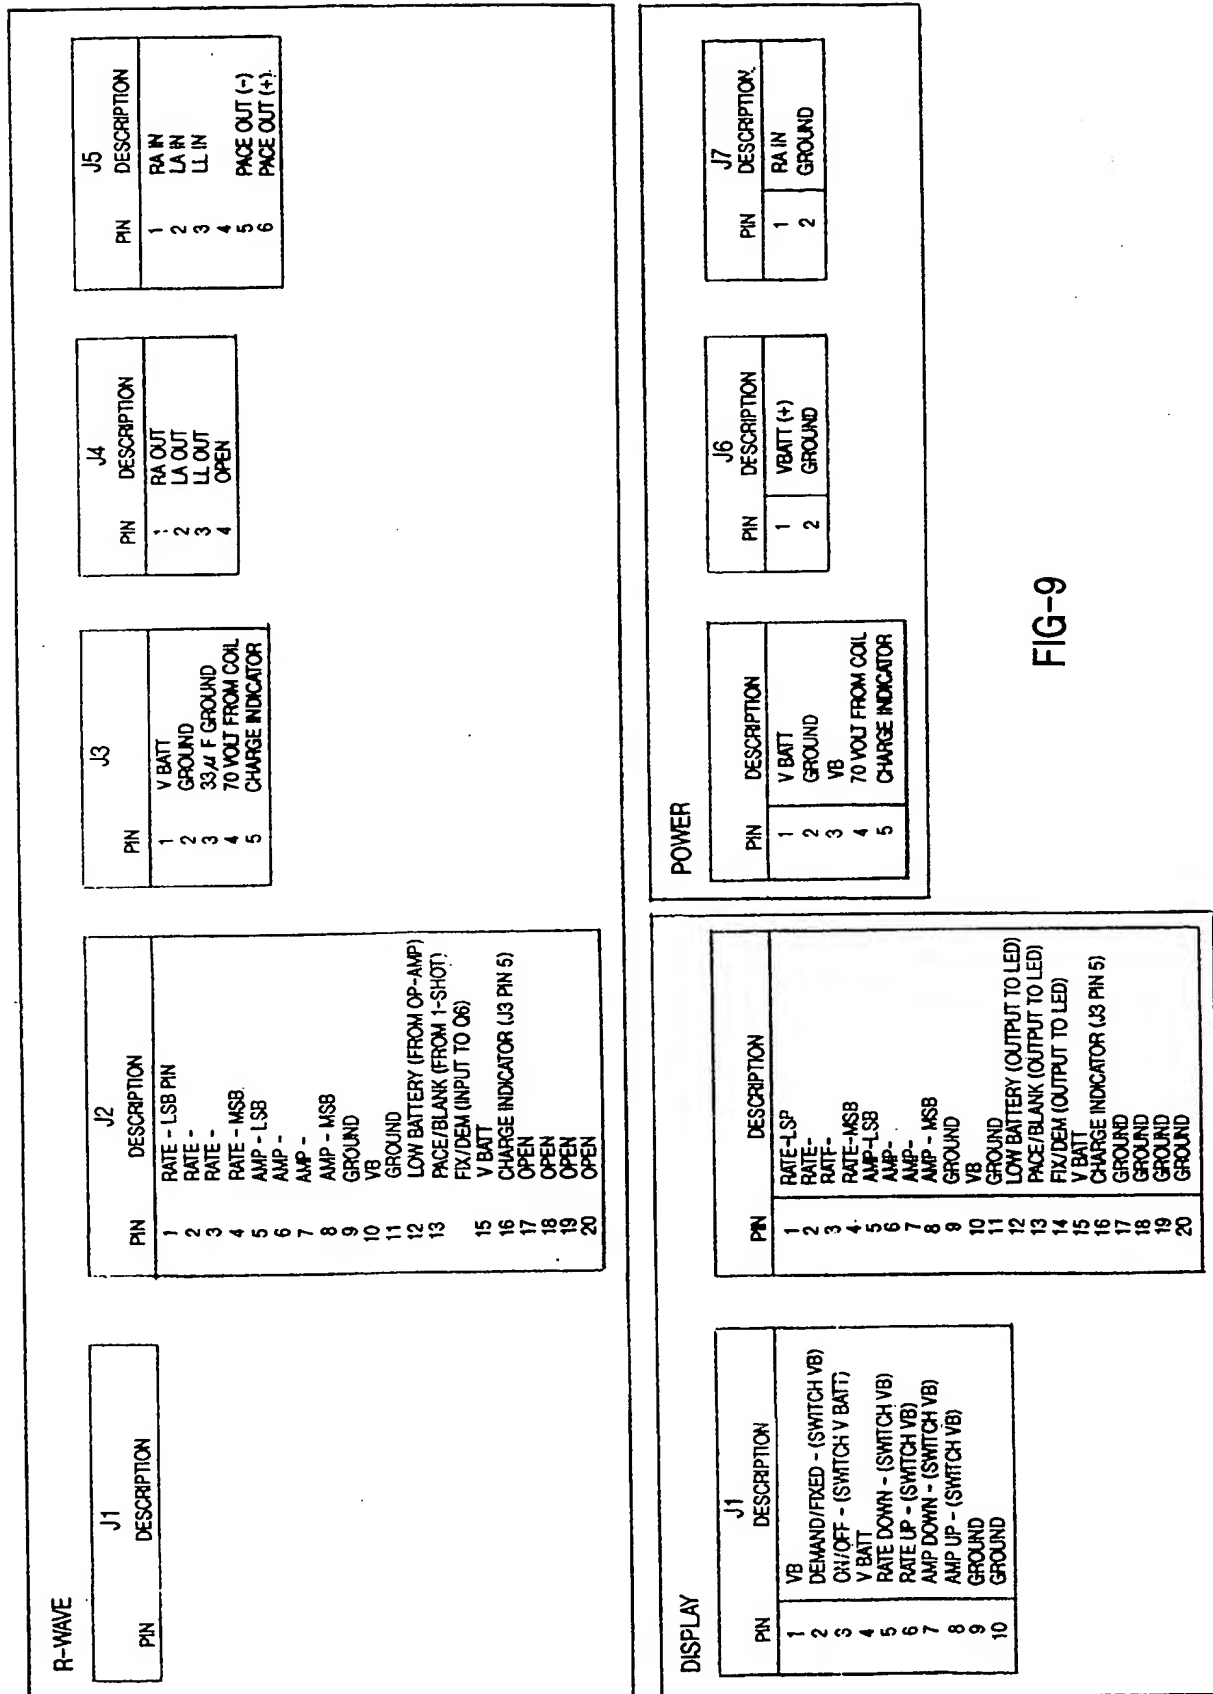 R-WAVE
J1
PIN DESCRIPTION
J2
PIN DESCRIPTION
1 RATE - LSB PIN
2 RATE -
3 RATE -
4 RATE - MSB
5 AMP - LSB
6 AMP -
7 AMP -
8 AMP - MSB
9 GROUND
10 VB
11 GROUND
12 LOW BATTERY (FROM OP-AMP)
13 PACE/BLANK (FROM 1-SHOT)
FIX/DEM (INPUT TO Q6)
15 V BATT
16 CHARGE INDICATOR (J3 PIN 5)
17 OPEN
18 OPEN
19 OPEN
20 OPEN
J3
PIN
1 V BATT
2 GROUND
3 33µF GROUND
4 70 VOLT FROM COIL
5 CHARGE INDICATOR
J4
PIN DESCRIPTION
1 RA OUT
2 LA OUT
3 LL OUT
4 OPEN
J5
PIN DESCRIPTION
1 RA IN
2 LA IN
3 LL IN
4
5 PACE OUT (-)
6 PACE OUT (+)
DISPLAY
J1
PIN DESCRIPTION
1 VB
2 DEMAND/FIXED - (SWITCH VB)
3 ON/OFF - (SWITCH V BATT)
4 V BATT
5 RATE DOWN - (SWITCH VB)
6 RATE UP - (SWITCH VB)
7 AMP DOWN - (SWITCH VB)
8 AMP UP - (SWITCH VB)
9 GROUND
10 GROUND
PIN DESCRIPTION
1 RATE-LSP
2 RATE-
3 RATF-
4 RATE-MSB
5 AMP-LSB
6 AMP-
7 AMP-
8 AMP - MSB
9 GROUND
10 VB
11 GROUND
12 LOW BATTERY (OUTPUT TO LED)
13 PACE/BLANK (OUTPUT TO LED)
14 FIX/DEM (OUTPUT TO LED)
15 V BATT
16 CHARGE INDICATOR (J3 PIN 5)
17 GROUND
18 GROUND
19 GROUND
20 GROUND
POWER
PIN DESCRIPTION
1 V BATT
2 GROUND
3 VB
4 70 VOLT FROM COIL
5 CHARGE INDICATOR
J6
PIN DESCRIPTION
1 VBATT (+)
2 GROUND
J7
PIN DESCRIPTION
1 RA IN
2 GROUND
FIG-9